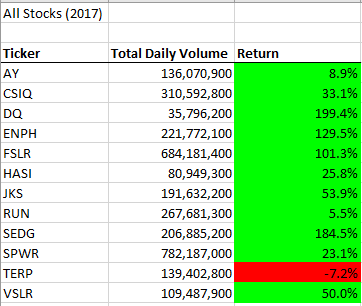 All Stocks (2017)
Ticker Total Daily Volume Return
AY 136,070,900 8.9%
CSIQ 310,592,800 33.1%
DQ 35,796,200 199.4%
ENPH 221,772,100 129.5%
FSLR 684,181,400 101.3%
HASI 80,949,300 25.8%
JKS 191,632,200 53.9%
RUN 267,681,300 5.5%
SEDG 206,885,200 184.5%
SPWR 782,187,000 23.1%
TERP 139,402,800 -7.2%
VSLR 109,487,900 50.0%